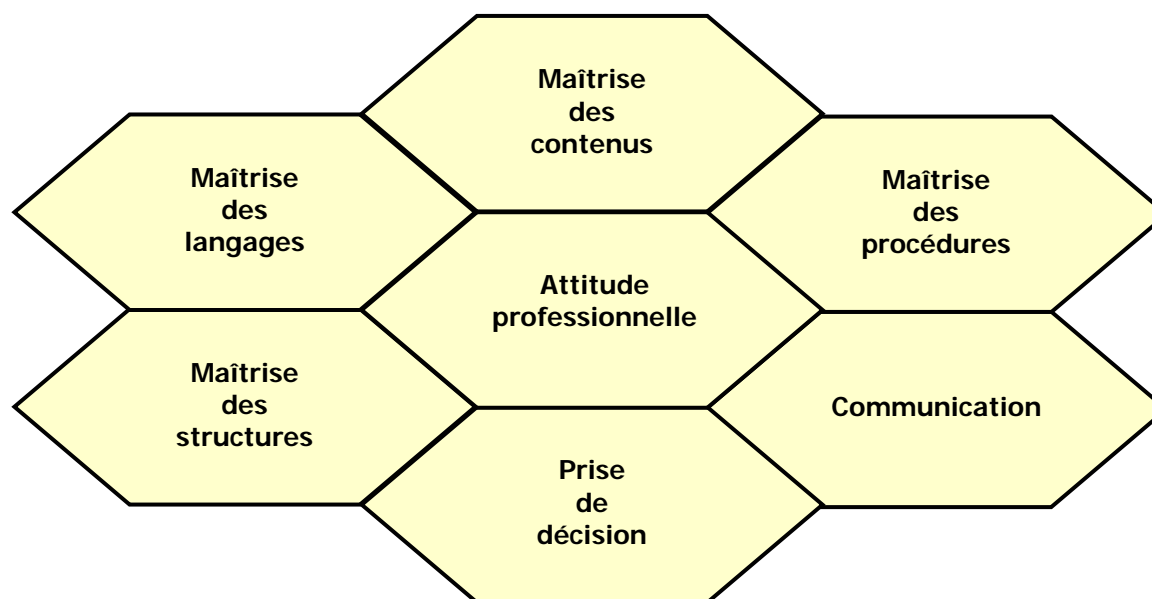 Maîtrise
des
contenus
Maîtrise
des
langages
Maîtrise
des
procédures
Attitude
professionnelle
Maîtrise
des
structures
Communication
Prise
de
décision